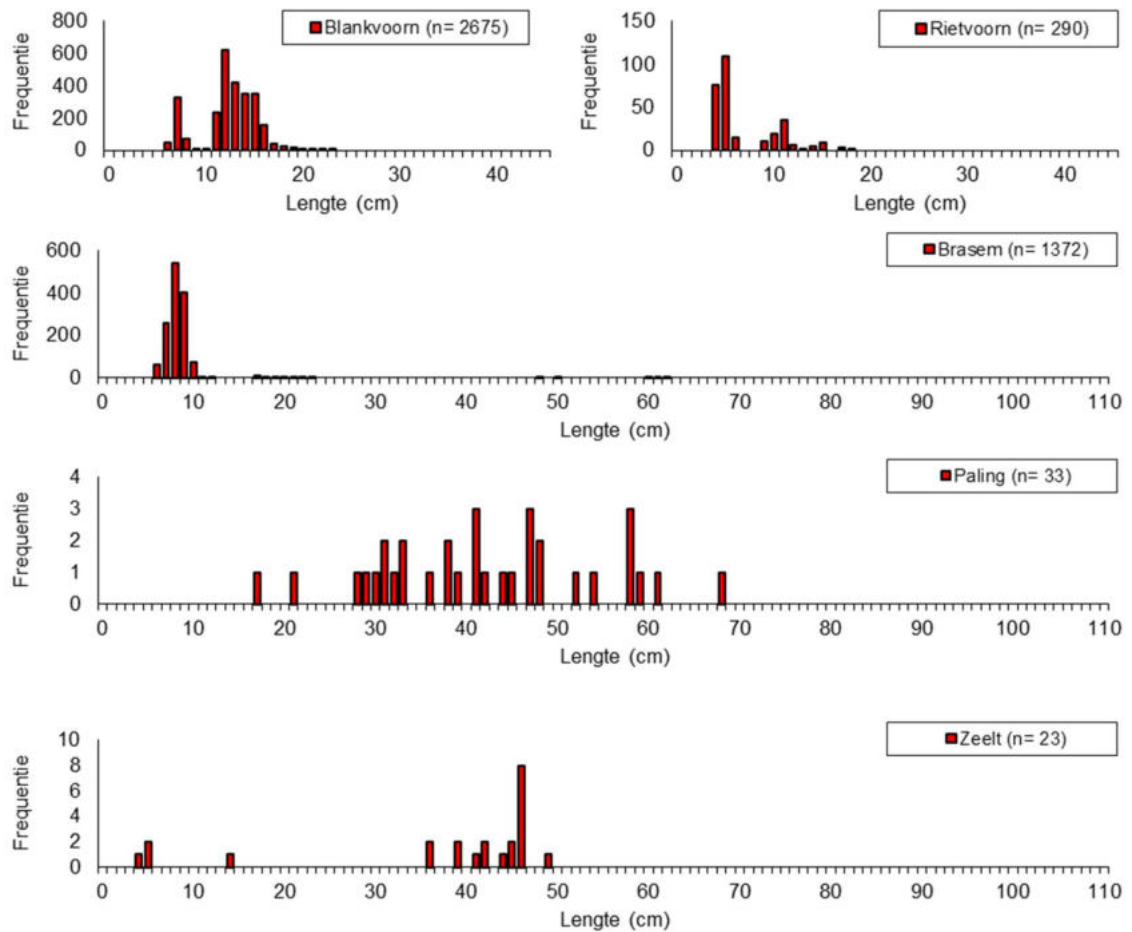 Blankvoorn (n= 2675)
Frequentie
800
600
400
200
0
0 10 20 30 40
Lengte (cm)
Rietvoorn (n= 290)
Frequentie
150
100
50
0
0 10 20 30 40
Lengte (cm)
Brasem (n= 1372)
Frequentie
600
400
200
0
0 10 20 30 40 50 60 70 80 90 100 110
Lengte (cm)
Paling (n= 33)
Frequentie
4
3
2
1
0
0 10 20 30 40 50 60 70 80 90 100 110
Lengte (cm)
Zeelt (n= 23)
Frequentie
10
8
6
4
2
0
0 10 20 30 40 50 60 70 80 90 100 110
Lengte (cm)